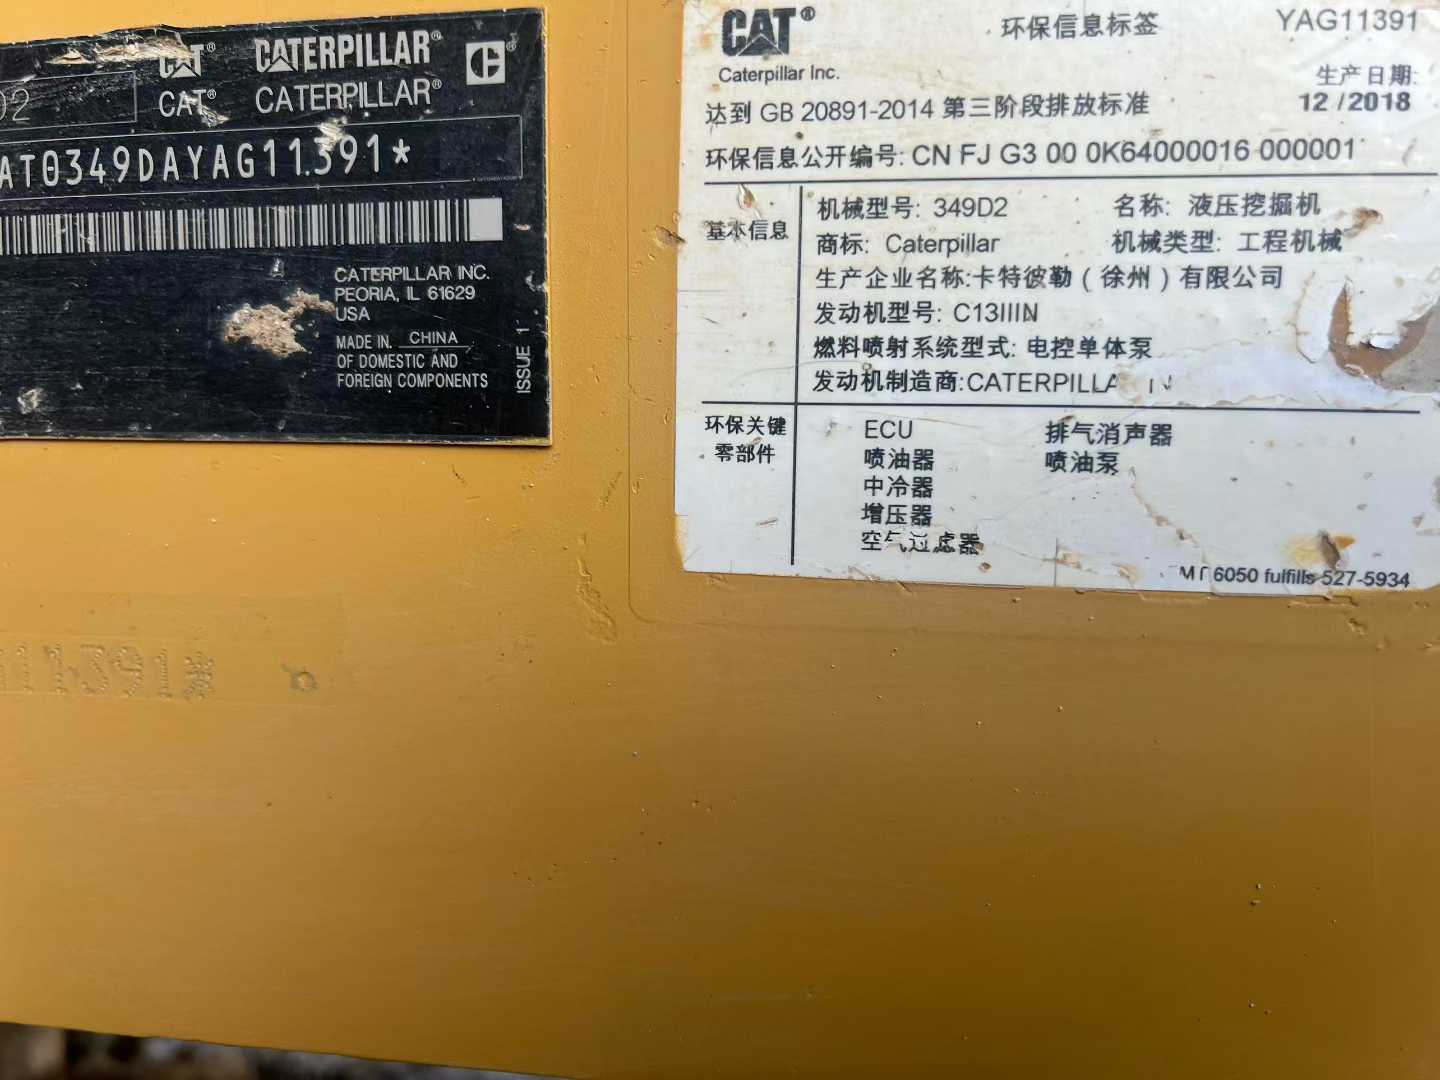 D2
CAT® CATERPILLAR®
CAT® CATERPILLAR®
AT0349DAYAG11391*
CATERPILLAR INC.
PEORIA, IL 61629
USA
MADE IN CHINA
OF DOMESTIC AND
FOREIGN COMPONENTS
ISSUE 1
11391*
CAT® 环保信息标签 YAG11391
Caterpillar Inc. 生产日期:
达到 GB 20891-2014 第三阶段排放标准 12 /2018
环保信息公开编号: CN FJ G3 00 0K64000016 000001
基本信息
机械型号: 349D2 名称: 液压挖掘机
商标: Caterpillar 机械类型: 工程机械
生产企业名称:卡特彼勒(徐州)有限公司
发动机型号: C13IIIN
燃料喷射系统型式: 电控单体泵
发动机制造商:CATERPILLA
环保关键
零部件
ECU 排气消声器
喷油器 喷油泵
中冷器
增压器
空气过滤器
6050 fulfills 527-5934